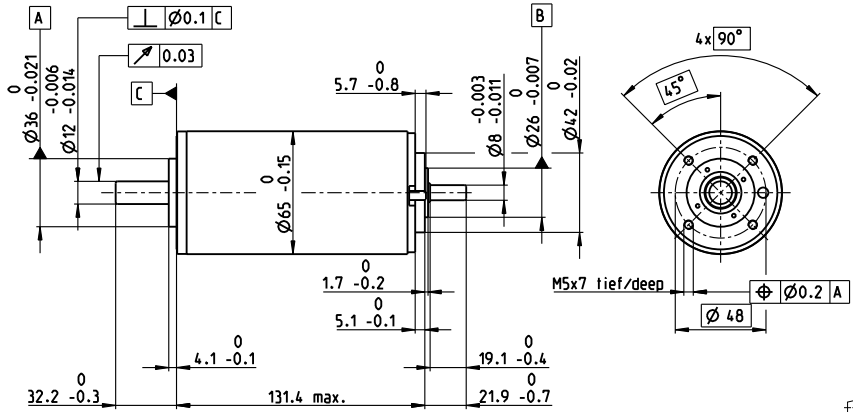 A
⊥ Ø0.1 C
↗ 0.03
C
0
Ø36 -0.021
-0.006
Ø12 -0.014
0
Ø65 -0.15
0
5.7 -0.8
B
-0.003
Ø8 -0.011
0
Ø26 -0.007
0
Ø42 -0.02
4x 90°
45°
0
1.7 -0.2
0
5.1 -0.1
0
4.1 -0.1
0
19.1 -0.4
0
32.2 -0.3
131.4 max.
0
21.9 -0.7
M5x7 tief/deep
⌖ Ø0.2 A
Ø 48